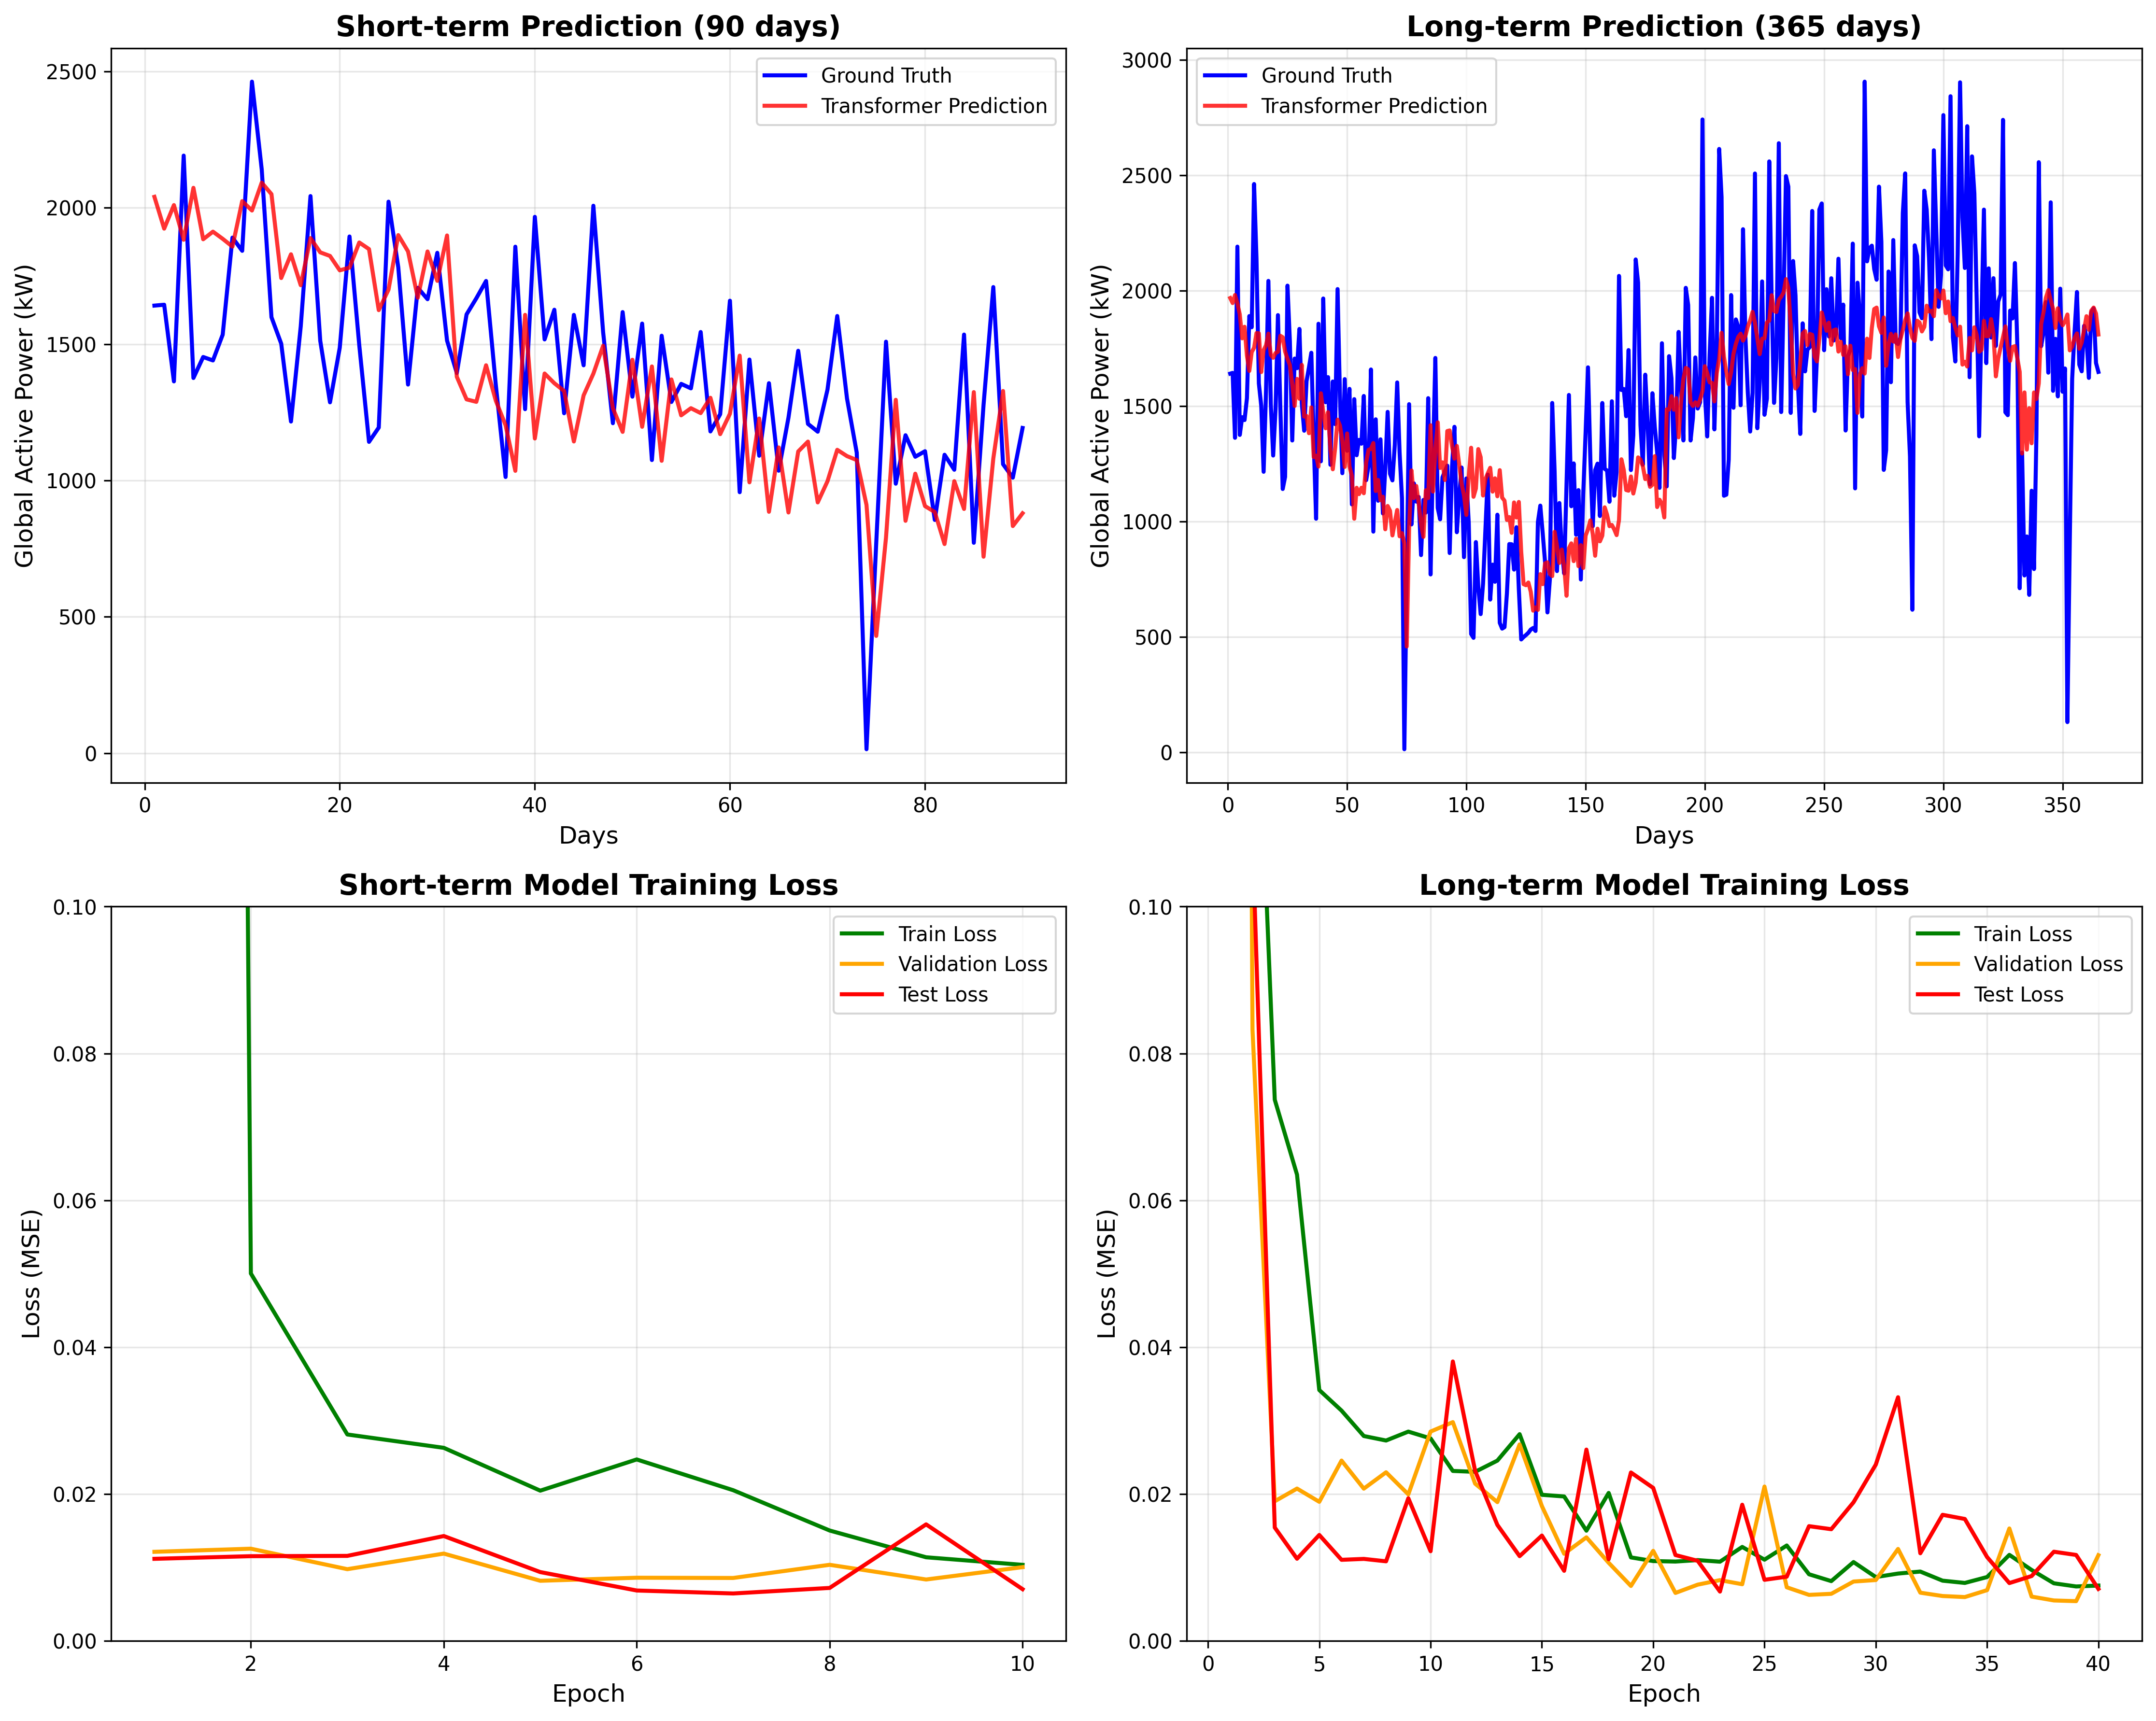 Short-term Prediction (90 days)
Ground Truth
Transformer Prediction
Global Active Power (kW)
2500
2000
1500
1000
500
0
0 20 40 60 80
Days
Long-term Prediction (365 days)
Ground Truth
Transformer Prediction
Global Active Power (kW)
3000
2500
2000
1500
1000
500
0
0 50 100 150 200 250 300 350
Days
Short-term Model Training Loss
Train Loss
Validation Loss
Test Loss
Loss (MSE)
0.10
0.08
0.06
0.04
0.02
0.00
2 4 6 8 10
Epoch
Long-term Model Training Loss
Train Loss
Validation Loss
Test Loss
Loss (MSE)
0.10
0.08
0.06
0.04
0.02
0.00
0 5 10 15 20 25 30 35 40
Epoch